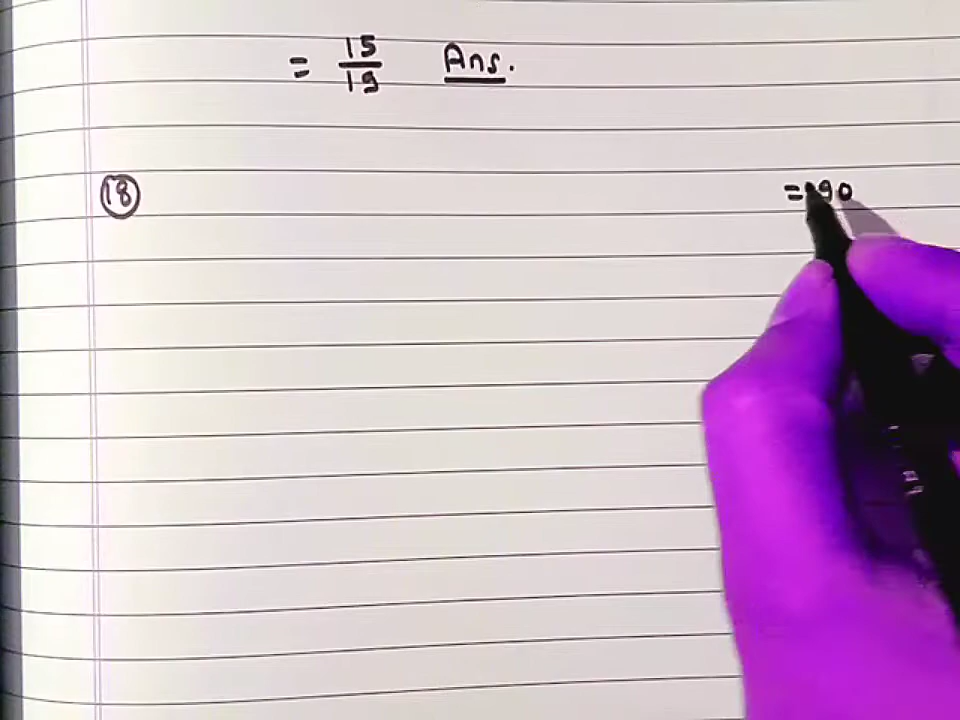 = 15/19 Ans.
18 = 90